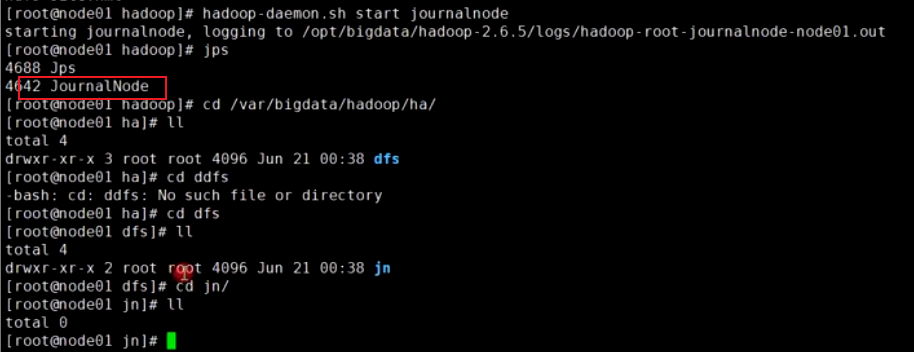 [root@node01 hadoop]# hadoop-daemon.sh start journalnode
starting journalnode, logging to /opt/bigdata/hadoop-2.6.5/logs/hadoop-root-journalnode-node01.out
[root@node01 hadoop]# jps
4688 Jps
4642 JournalNode
[root@node01 hadoop]# cd /var/bigdata/hadoop/ha/
[root@node01 ha]# ll
total 4
drwxr-xr-x 3 root root 4096 Jun 21 00:38 dfs
[root@node01 ha]# cd ddfs
-bash: cd: ddfs: No such file or directory
[root@node01 ha]# cd dfs
[root@node01 dfs]# ll
total 4
drwxr-xr-x 2 root root 4096 Jun 21 00:38 jn
[root@node01 dfs]# cd jn/
[root@node01 jn]# ll
total 0
[root@node01 jn]#